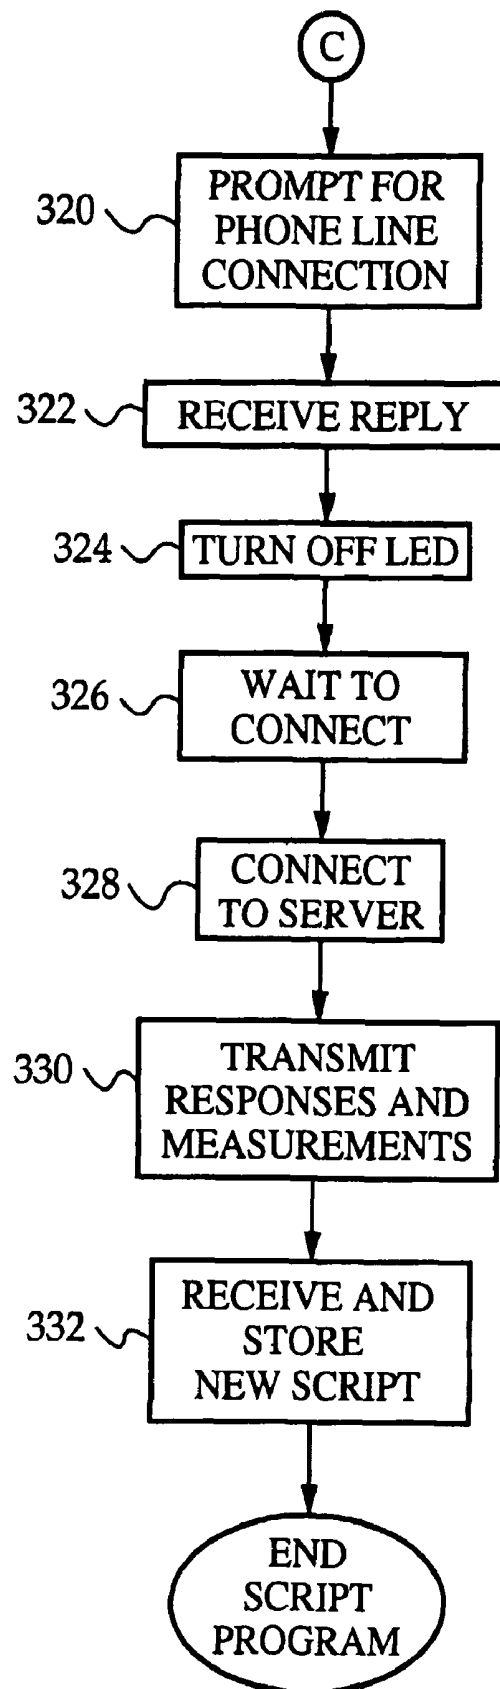 C
320
PROMPT FOR
PHONE LINE
CONNECTION
322
RECEIVE REPLY
324
TURN OFF LED
326
WAIT TO
CONNECT
328
CONNECT
TO SERVER
330
TRANSMIT
RESPONSES AND
MEASUREMENTS
332
RECEIVE AND
STORE
NEW SCRIPT
END
SCRIPT
PROGRAM